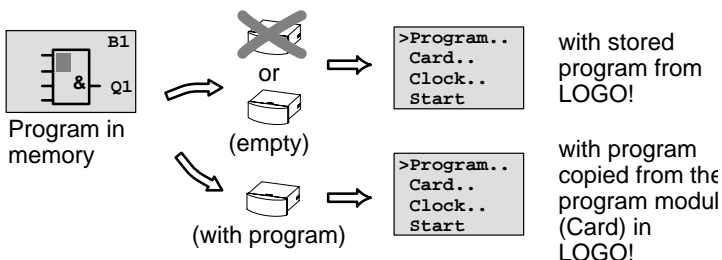 B1
&
Q1
Program in
memory
or
(empty)
>Program..
Card..
Clock..
Start
with stored
program from
LOGO!
(with program)
>Program..
Card..
Clock..
Start
with program
copied from the
program modul
(Card) in
LOGO!